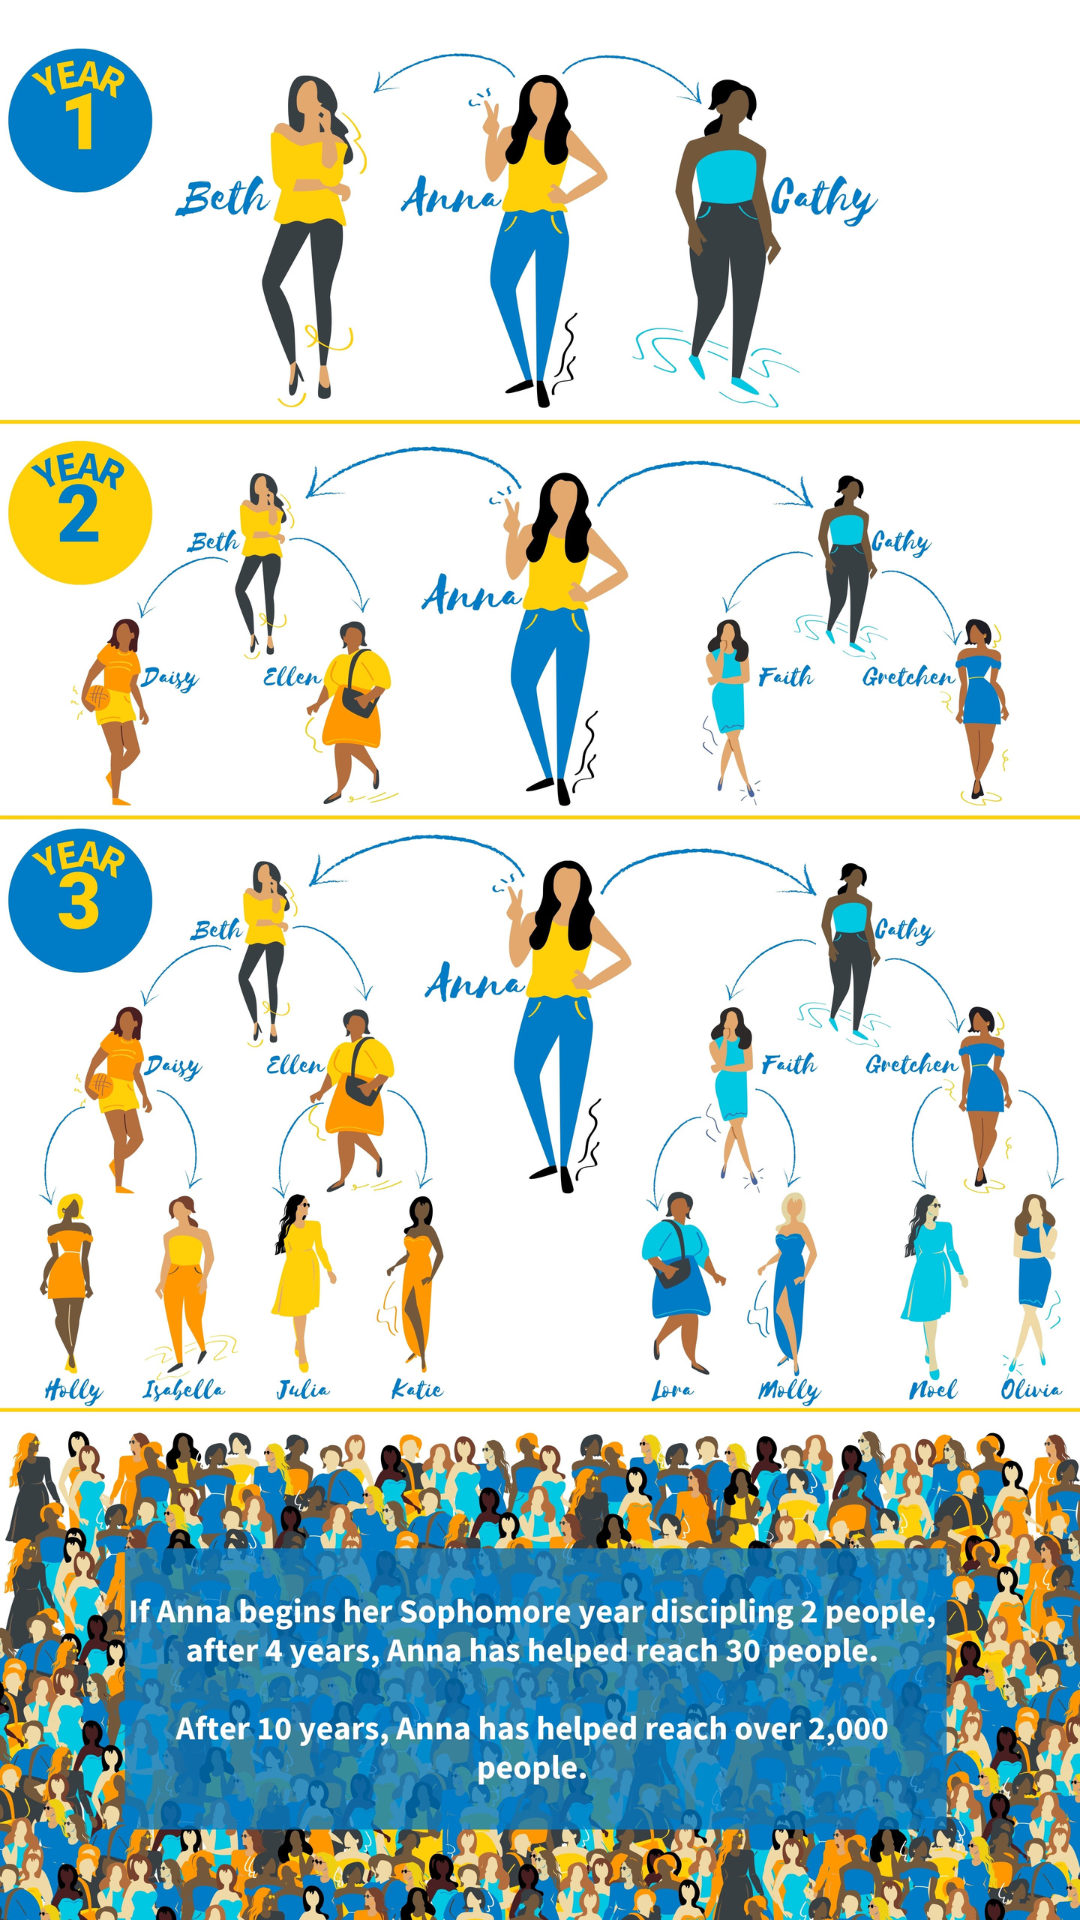 YEAR
1
Beth
Anna
Cathy
YEAR
2
Beth
Anna
Cathy
Daisy
Ellen
Faith
Gretchen
YEAR
3
Beth
Anna
Cathy
Daisy
Ellen
Faith
Gretchen
Holly
Isabella
Julia
Katie
Lora
Molly
Noel
Olivia
If Anna begins her Sophomore year discipling 2 people,
after 4 years, Anna has helped reach 30 people.
After 10 years, Anna has helped reach over 2,000
people.